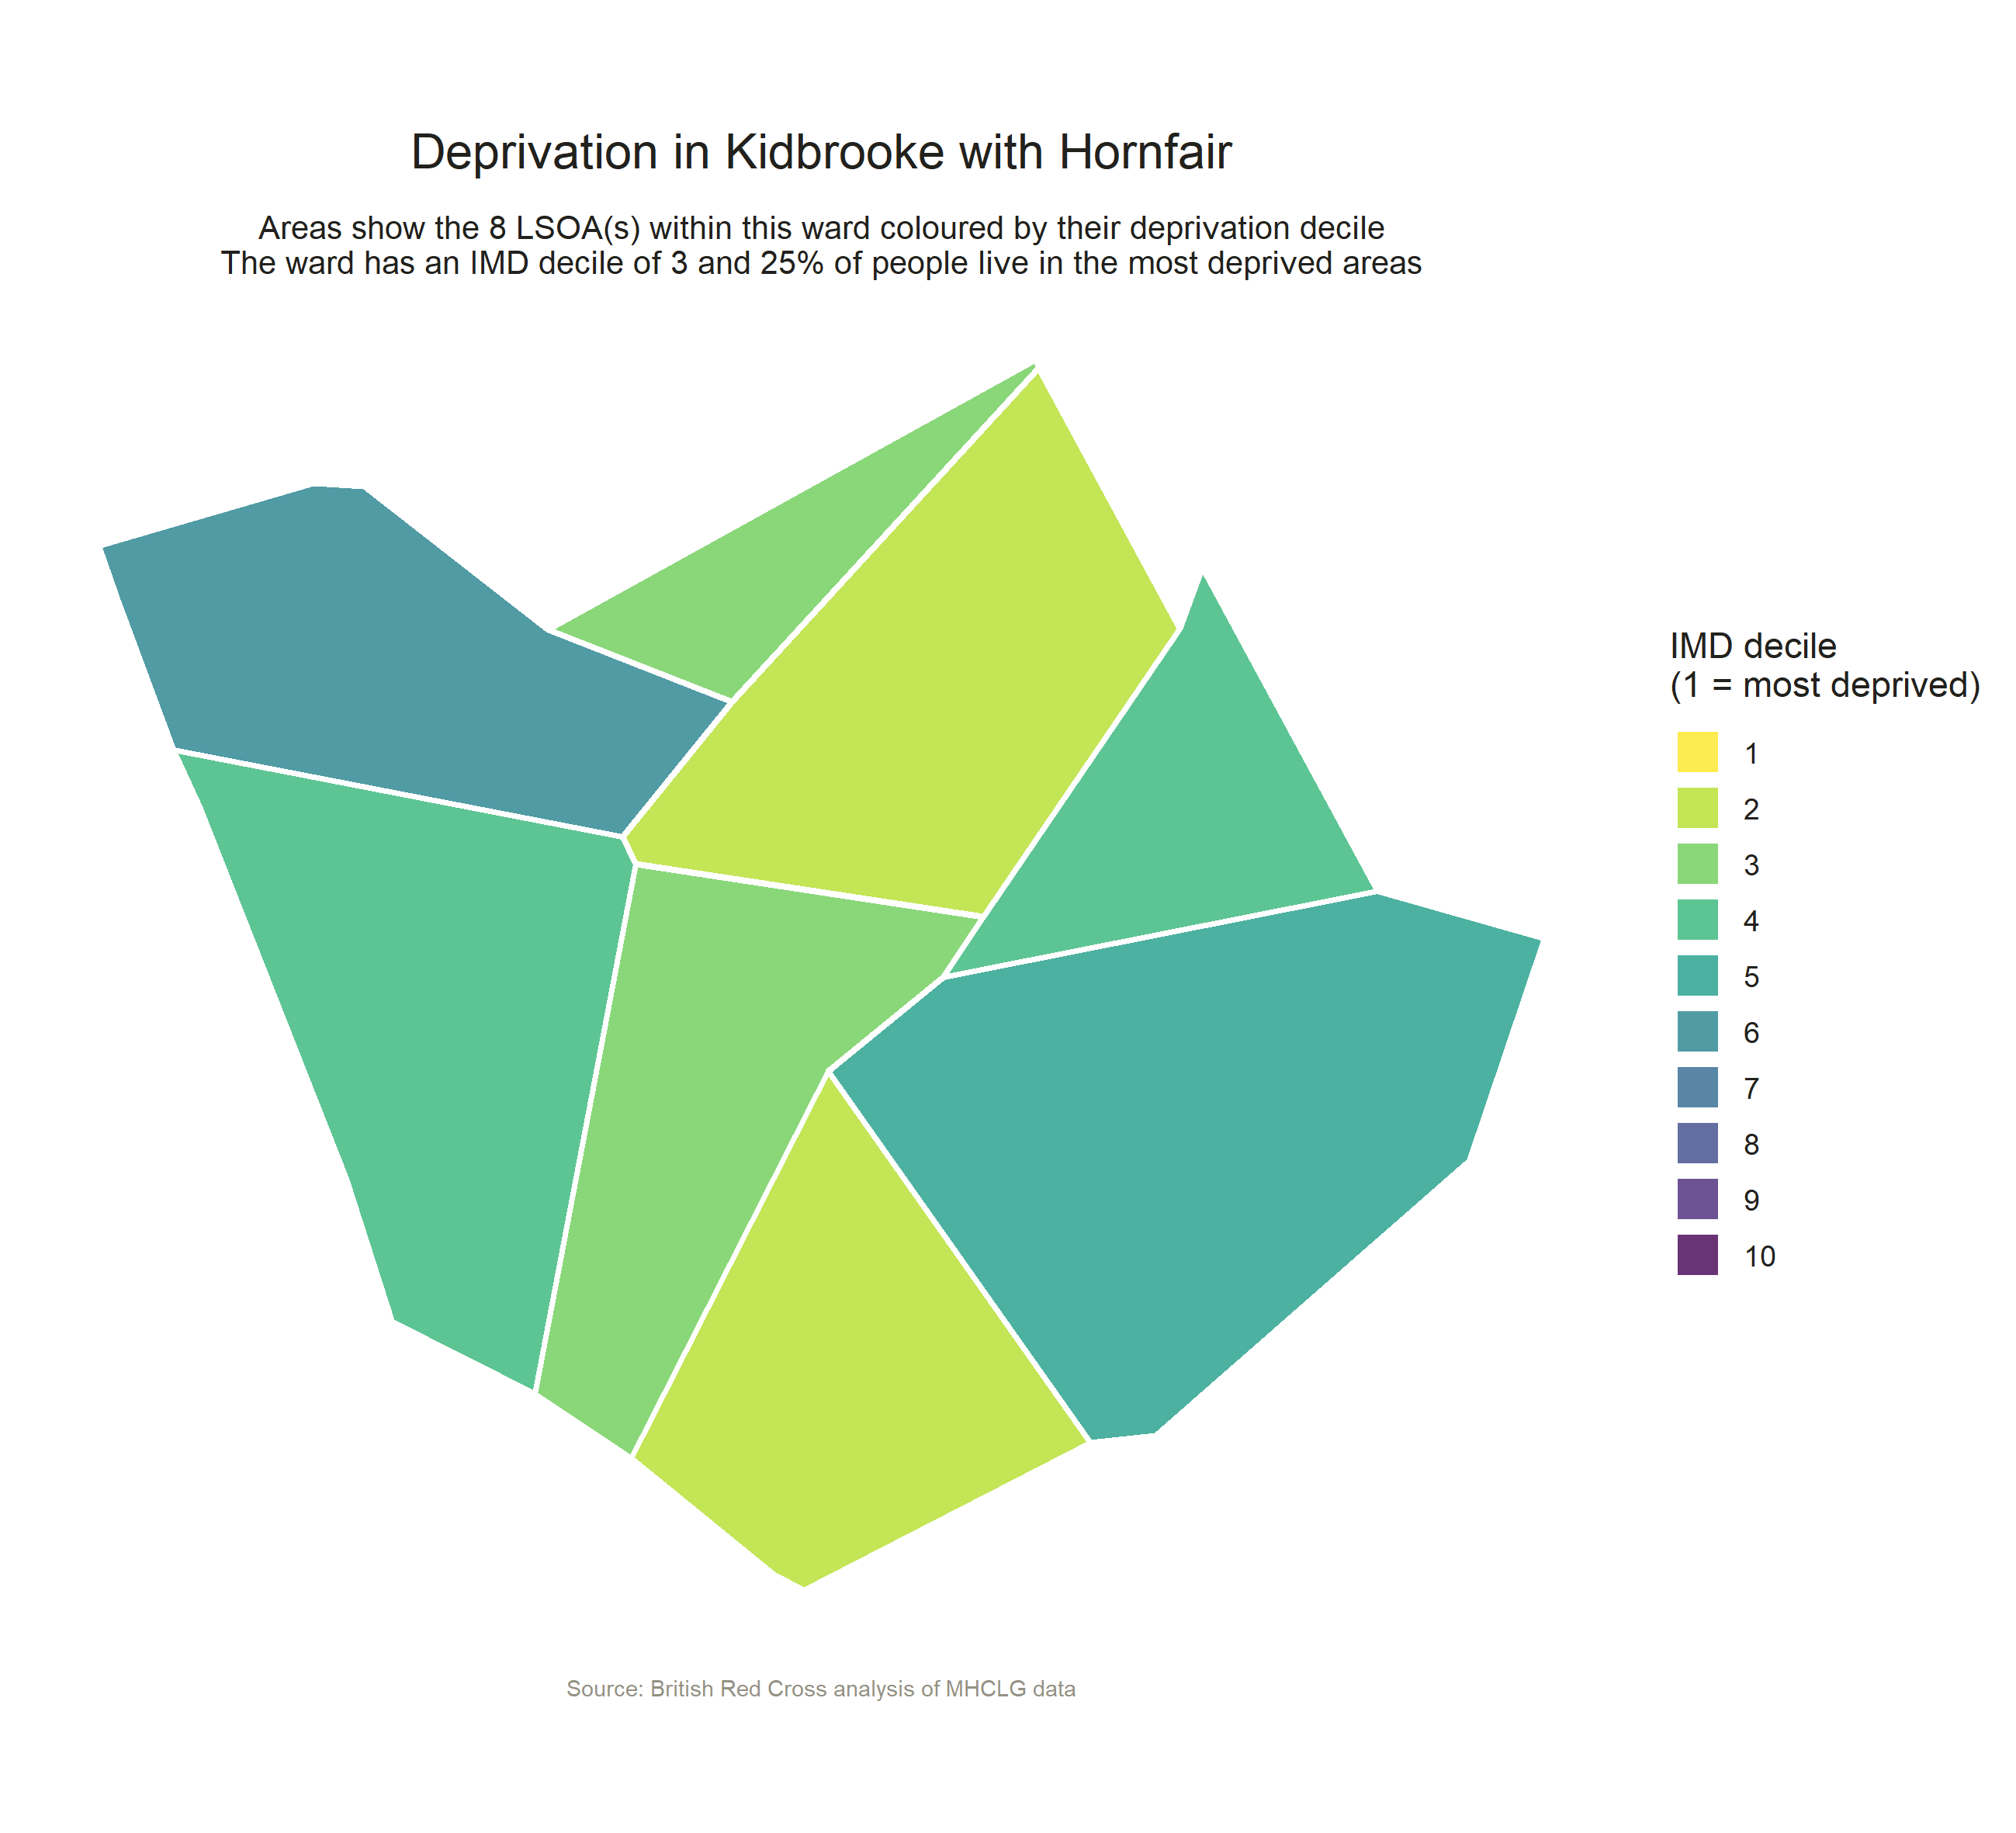 Deprivation in Kidbrooke with Hornfair
Areas show the 8 LSOA(s) within this ward coloured by their deprivation decile
The ward has an IMD decile of 3 and 25% of people live in the most deprived areas
IMD decile
(1 = most deprived)
1
2
3
4
5
6
7
8
9
10
Source: British Red Cross analysis of MHCLG data